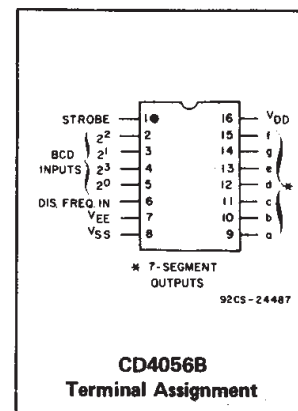 STROBE 1 16 VDD
2² 2 15 f
BCD 2¹ 3 14 g
INPUTS 2³ 4 13 e
2⁰ 5 12 d *
DIS. FREQ. IN 6 11 c
VEE 7 10 b
VSS 8 9 a
* 7-SEGMENT
OUTPUTS
92CS-24487
CD4056B
Terminal Assignment